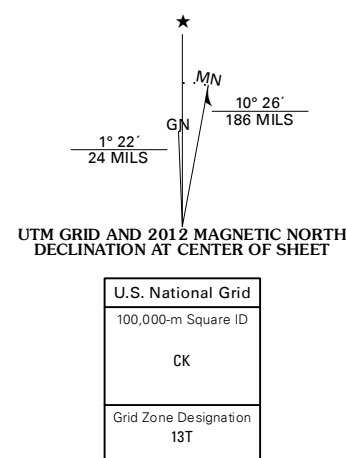 ★
MN
GN
10° 26´
186 MILS
1° 22´
24 MILS
UTM GRID AND 2012 MAGNETIC NORTH
DECLINATION AT CENTER OF SHEET
U.S. National Grid
100,000-m Square ID
CK
Grid Zone Designation
13T